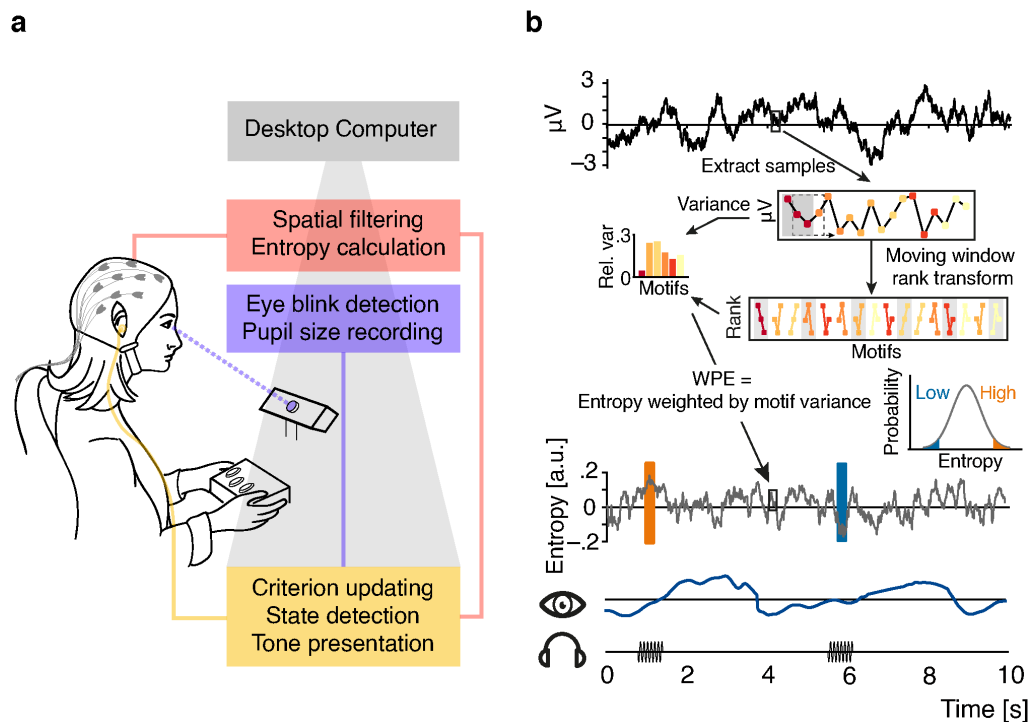 a
Desktop Computer
Spatial filtering
Entropy calculation
Eye blink detection
Pupil size recording
Criterion updating
State detection
Tone presentation
b
µV
3
0
−3
Extract samples
Variance
µV
Rel. var
.3
0
Motifs
Moving window
rank transform
Rank
Motifs
WPE =
Entropy weighted by motif variance
Probability
Low
High
Entropy
Entropy [a.u.]
.2
0
−.2
0 2 4 6 8 10
Time [s]